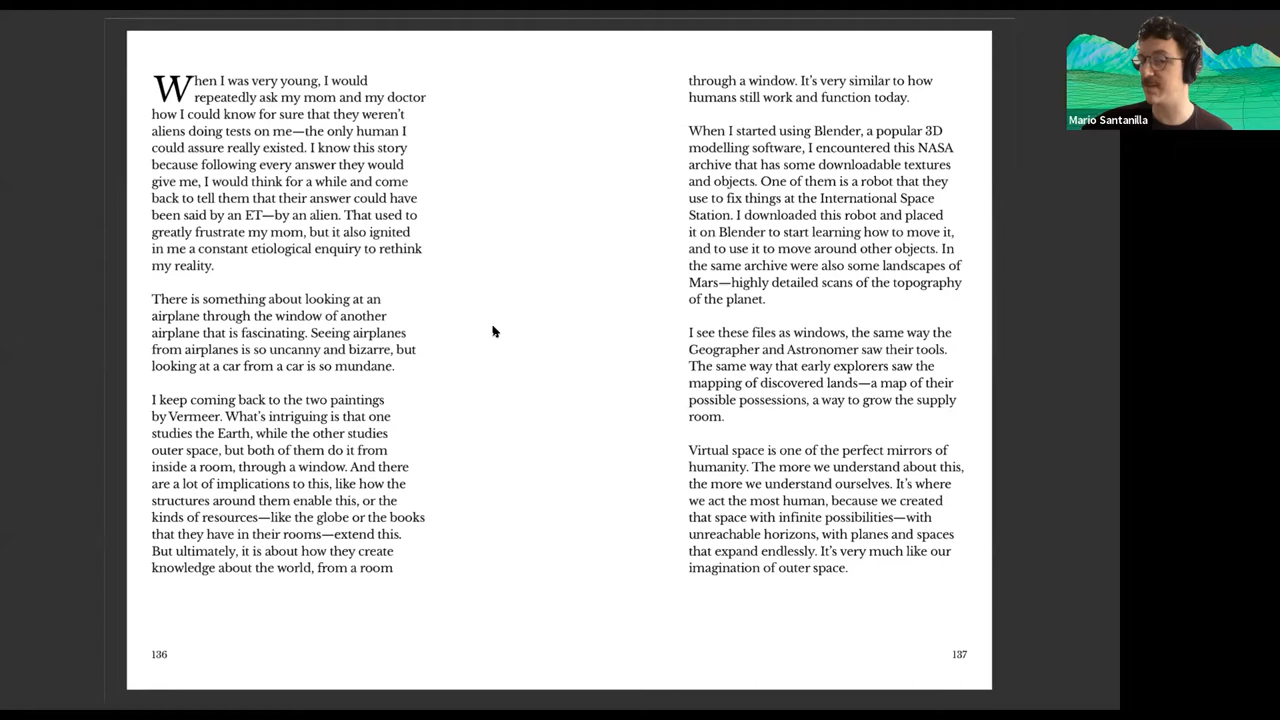 When I was very young, I would
repeatedly ask my mom and my doctor
how I could know for sure that they weren't
aliens doing tests on me—the only human I
could assure really existed. I know this story
because following every answer they would
give me, I would think for a while and come
back to tell them that their answer could have
been said by an ET—by an alien. That used to
greatly frustrate my mom, but it also ignited
in me a constant etiological enquiry to rethink
my reality.
There is something about looking at an
airplane through the window of another
airplane that is fascinating. Seeing airplanes
from airplanes is so uncanny and bizarre, but
looking at a car from a car is so mundane.
I keep coming back to the two paintings
by Vermeer. What's intriguing is that one
studies the Earth, while the other studies
outer space, but both of them do it from
inside a room, through a window. And there
are a lot of implications to this, like how the
structures around them enable this, or the
kinds of resources—like the globe or the books
that they have in their rooms—extend this.
But ultimately, it is about how they create
knowledge about the world, from a room
136
through a window. It's very similar to how
humans still work and function today.
When I started using Blender, a popular 3D
modelling software, I encountered this NASA
archive that has some downloadable textures
and objects. One of them is a robot that they
use to fix things at the International Space
Station. I downloaded this robot and placed
it on Blender to start learning how to move it,
and to use it to move around other objects. In
the same archive were also some landscapes of
Mars—highly detailed scans of the topography
of the planet.
I see these files as windows, the same way the
Geographer and Astronomer saw their tools.
The same way that early explorers saw the
mapping of discovered lands—a map of their
possible possessions, a way to grow the supply
room.
Virtual space is one of the perfect mirrors of
humanity. The more we understand about this,
the more we understand ourselves. It's where
we act the most human, because we created
that space with infinite possibilities—with
unreachable horizons, with planes and spaces
that expand endlessly. It's very much like our
imagination of outer space.
137
Mario Santanilla